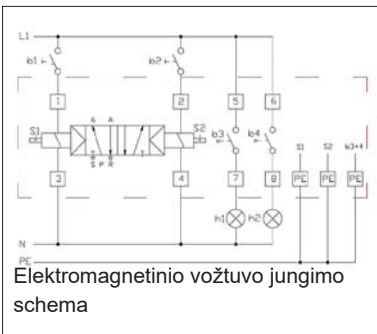 L1
b1 b2
1 2 5 6
6 A
S1 S2 b3 b4 S1 S2 b3+4
S P R
3 4 7 8 PE PE PE
h1 h2
N
PE
Elektromagnetinio vožtuvo jungimo
schema